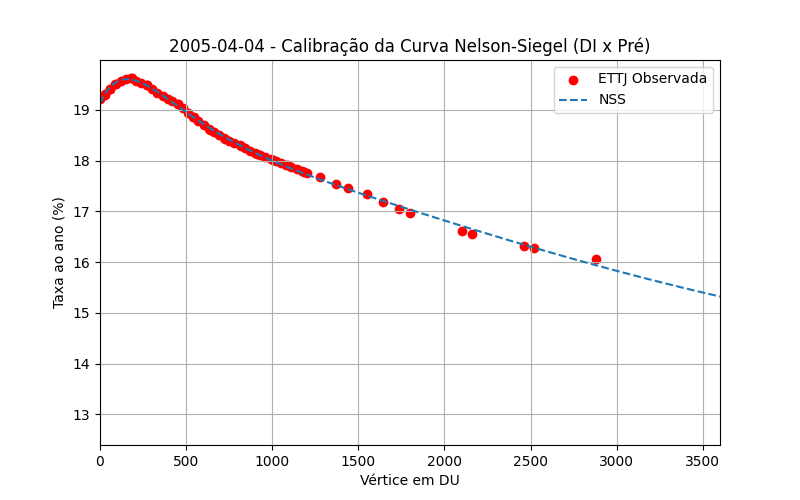 2005-04-04 - Calibração da Curva Nelson-Siegel (DI x Pré)
ETTJ Observada
NSS
Taxa ao ano (%)
19
18
17
16
15
14
13
0 500 1000 1500 2000 2500 3000 3500
Vértice em DU